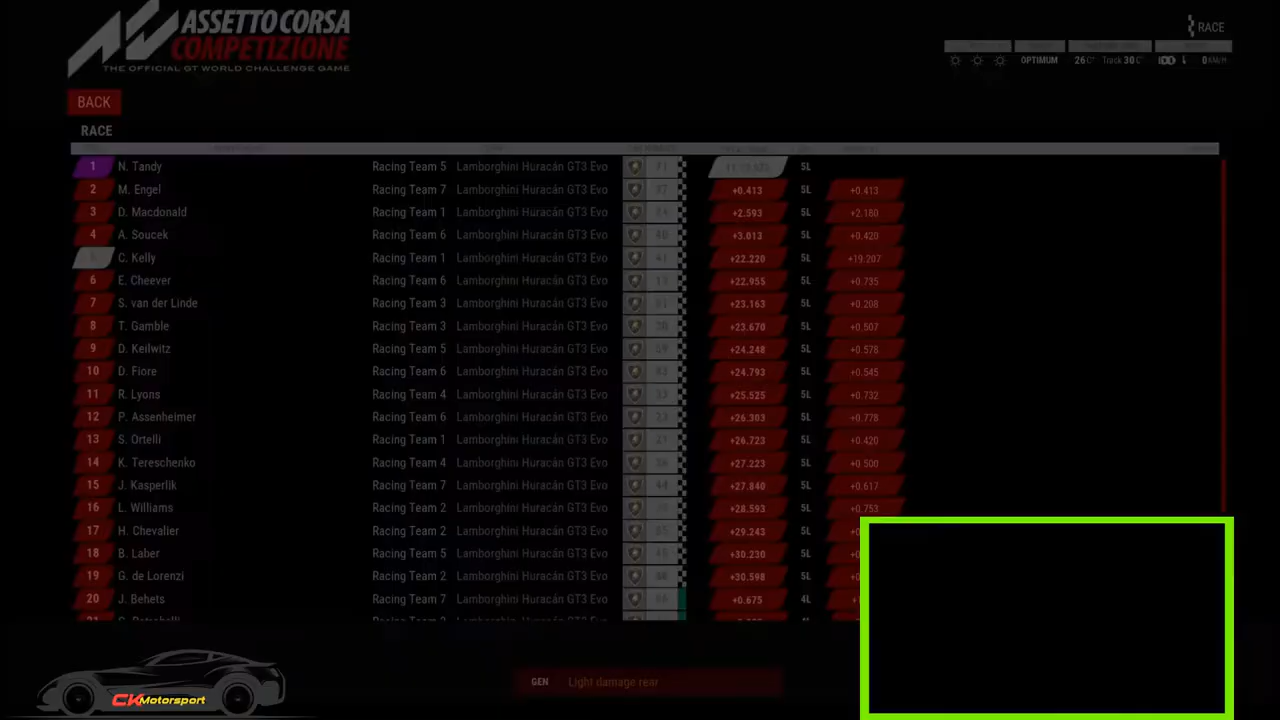 ASSETTO CORSA
COMPETIZIONE
THE OFFICIAL GT WORLD CHALLENGE GAME
RACE
OPTIMUM 26 C° Track 30 C° 0 KM/H
BACK
RACE
1 N. Tandy Racing Team 5 Lamborghini Huracán GT3 Evo 5L
2 M. Engel Racing Team 7 Lamborghini Huracán GT3 Evo +0.413 5L +0.413
3 D. Macdonald Racing Team 1 Lamborghini Huracán GT3 Evo +2.593 5L +2.180
4 A. Soucek Racing Team 6 Lamborghini Huracán GT3 Evo +3.013 5L +0.420
C. Kelly Racing Team 1 Lamborghini Huracán GT3 Evo +22.220 5L +19.207
6 E. Cheever Racing Team 6 Lamborghini Huracán GT3 Evo +22.955 5L +0.735
7 S. van der Linde Racing Team 3 Lamborghini Huracán GT3 Evo +23.163 5L +0.208
8 T. Gamble Racing Team 3 Lamborghini Huracán GT3 Evo +23.670 5L +0.507
9 D. Keilwitz Racing Team 5 Lamborghini Huracán GT3 Evo +24.248 5L +0.578
10 D. Fiore Racing Team 6 Lamborghini Huracán GT3 Evo +24.793 5L +0.545
11 R. Lyons Racing Team 4 Lamborghini Huracán GT3 Evo +25.525 5L +0.732
12 P. Assenheimer Racing Team 6 Lamborghini Huracán GT3 Evo +26.303 5L +0.778
13 S. Ortelli Racing Team 1 Lamborghini Huracán GT3 Evo +26.723 5L +0.420
14 K. Tereschenko Racing Team 4 Lamborghini Huracán GT3 Evo +27.223 5L +0.500
15 J. Kasperlik Racing Team 7 Lamborghini Huracán GT3 Evo +27.840 5L +0.617
16 L. Williams Racing Team 2 Lamborghini Huracán GT3 Evo +28.593 5L +0.753
17 H. Chevalier Racing Team 2 Lamborghini Huracán GT3 Evo +29.243 5L
18 B. Laber Racing Team 5 Lamborghini Huracán GT3 Evo +30.230 5L
19 G. de Lorenzi Racing Team 2 Lamborghini Huracán GT3 Evo +30.598 5L
20 J. Behets Racing Team 7 Lamborghini Huracán GT3 Evo +0.675 4L
GEN Light damage rear
CKMotorsport